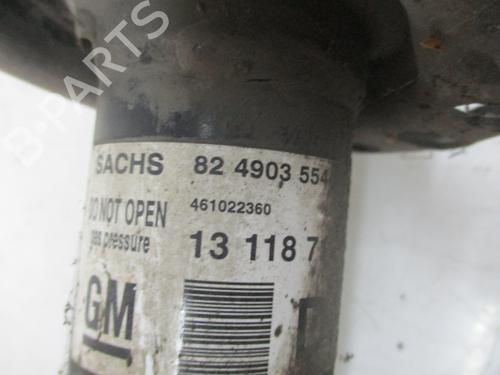 B-PARTS
SACHS 82 4903 554
DO NOT OPEN 461022360
gas pressure 13 118 7
GM